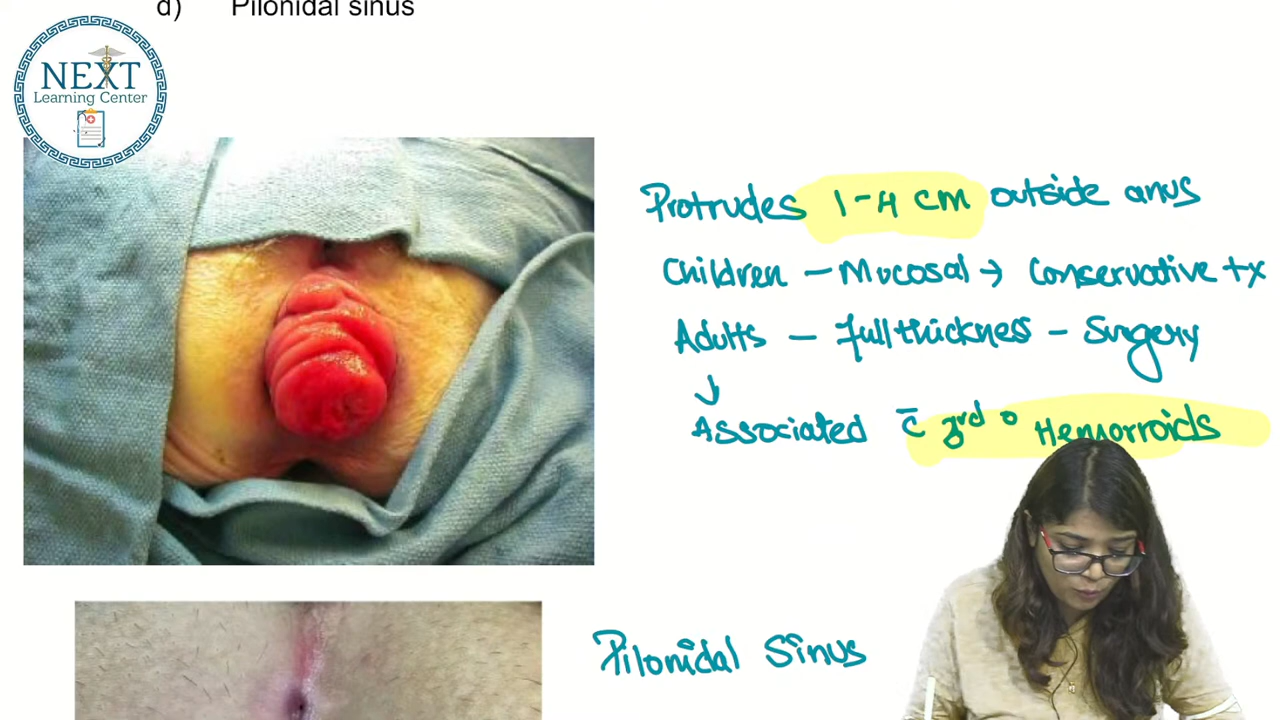 d) Pilonidal sinus
NEXT
Learning Center
Protrudes 1-4 cm outside anus
Children - Mucosal → Conservative tx
Adults - Full thickness - Surgery
↓
Associated c̄ 3rd ° Hemorroids
Pilonidal Sinus